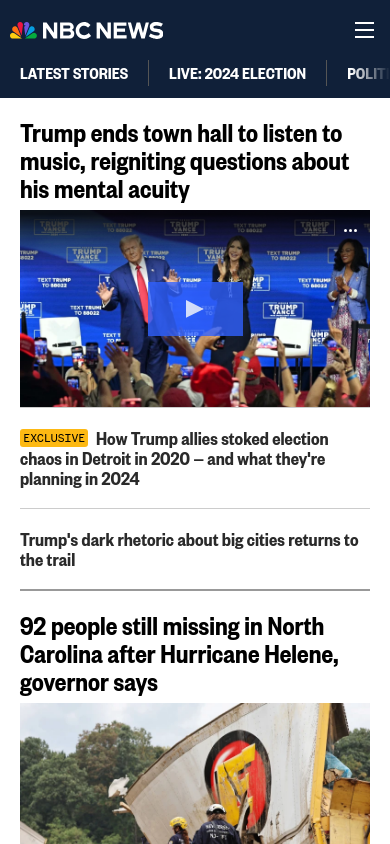 NBC NEWS
LATEST STORIES
LIVE: 2024 ELECTION
Trump ends town hall to listen to
music, reigniting questions about
his mental acuity
TRUMP
VANCE
TEXT TRUMP
TO 88022
EXCLUSIVE How Trump allies stoked election
chaos in Detroit in 2020 – and what they're
planning in 2024
Trump's dark rhetoric about big cities returns to
the trail
92 people still missing in North
Carolina after Hurricane Helene,
governor says